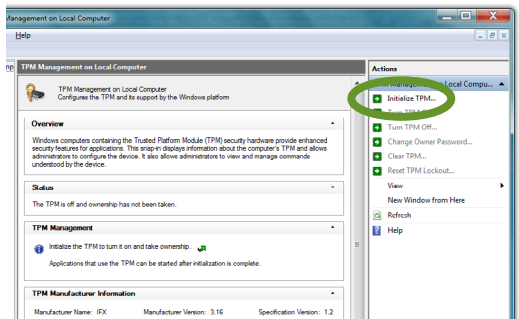 Management on Local Computer
Help
TPM Management on Local Computer
TPM Management on Local Computer
Configures the TPM and its support by the Windows platform
Overview
Windows computers containing the Trusted Platform Module (TPM) security hardware provide enhanced
security features for applications. This snap-in displays information about the computer's TPM and allows
administrators to configure the device. It also allows administrators to view and manage commands
understood by the device.
Status
The TPM is off and ownership has not been taken.
TPM Management
Initialize the TPM to turn it on and take ownership.
Applications that use the TPM can be started after initialization is complete.
TPM Manufacturer Information
Manufacturer Name: IFX
Manufacturer Version: 3.16
Specification Version: 1.2
Actions
TPM Management on Local Compu...
Initialize TPM...
Turn TPM
Turn TPM Off...
Change Owner Password...
Clear TPM...
Reset TPM Lockout...
View
New Window from Here
Refresh
Help